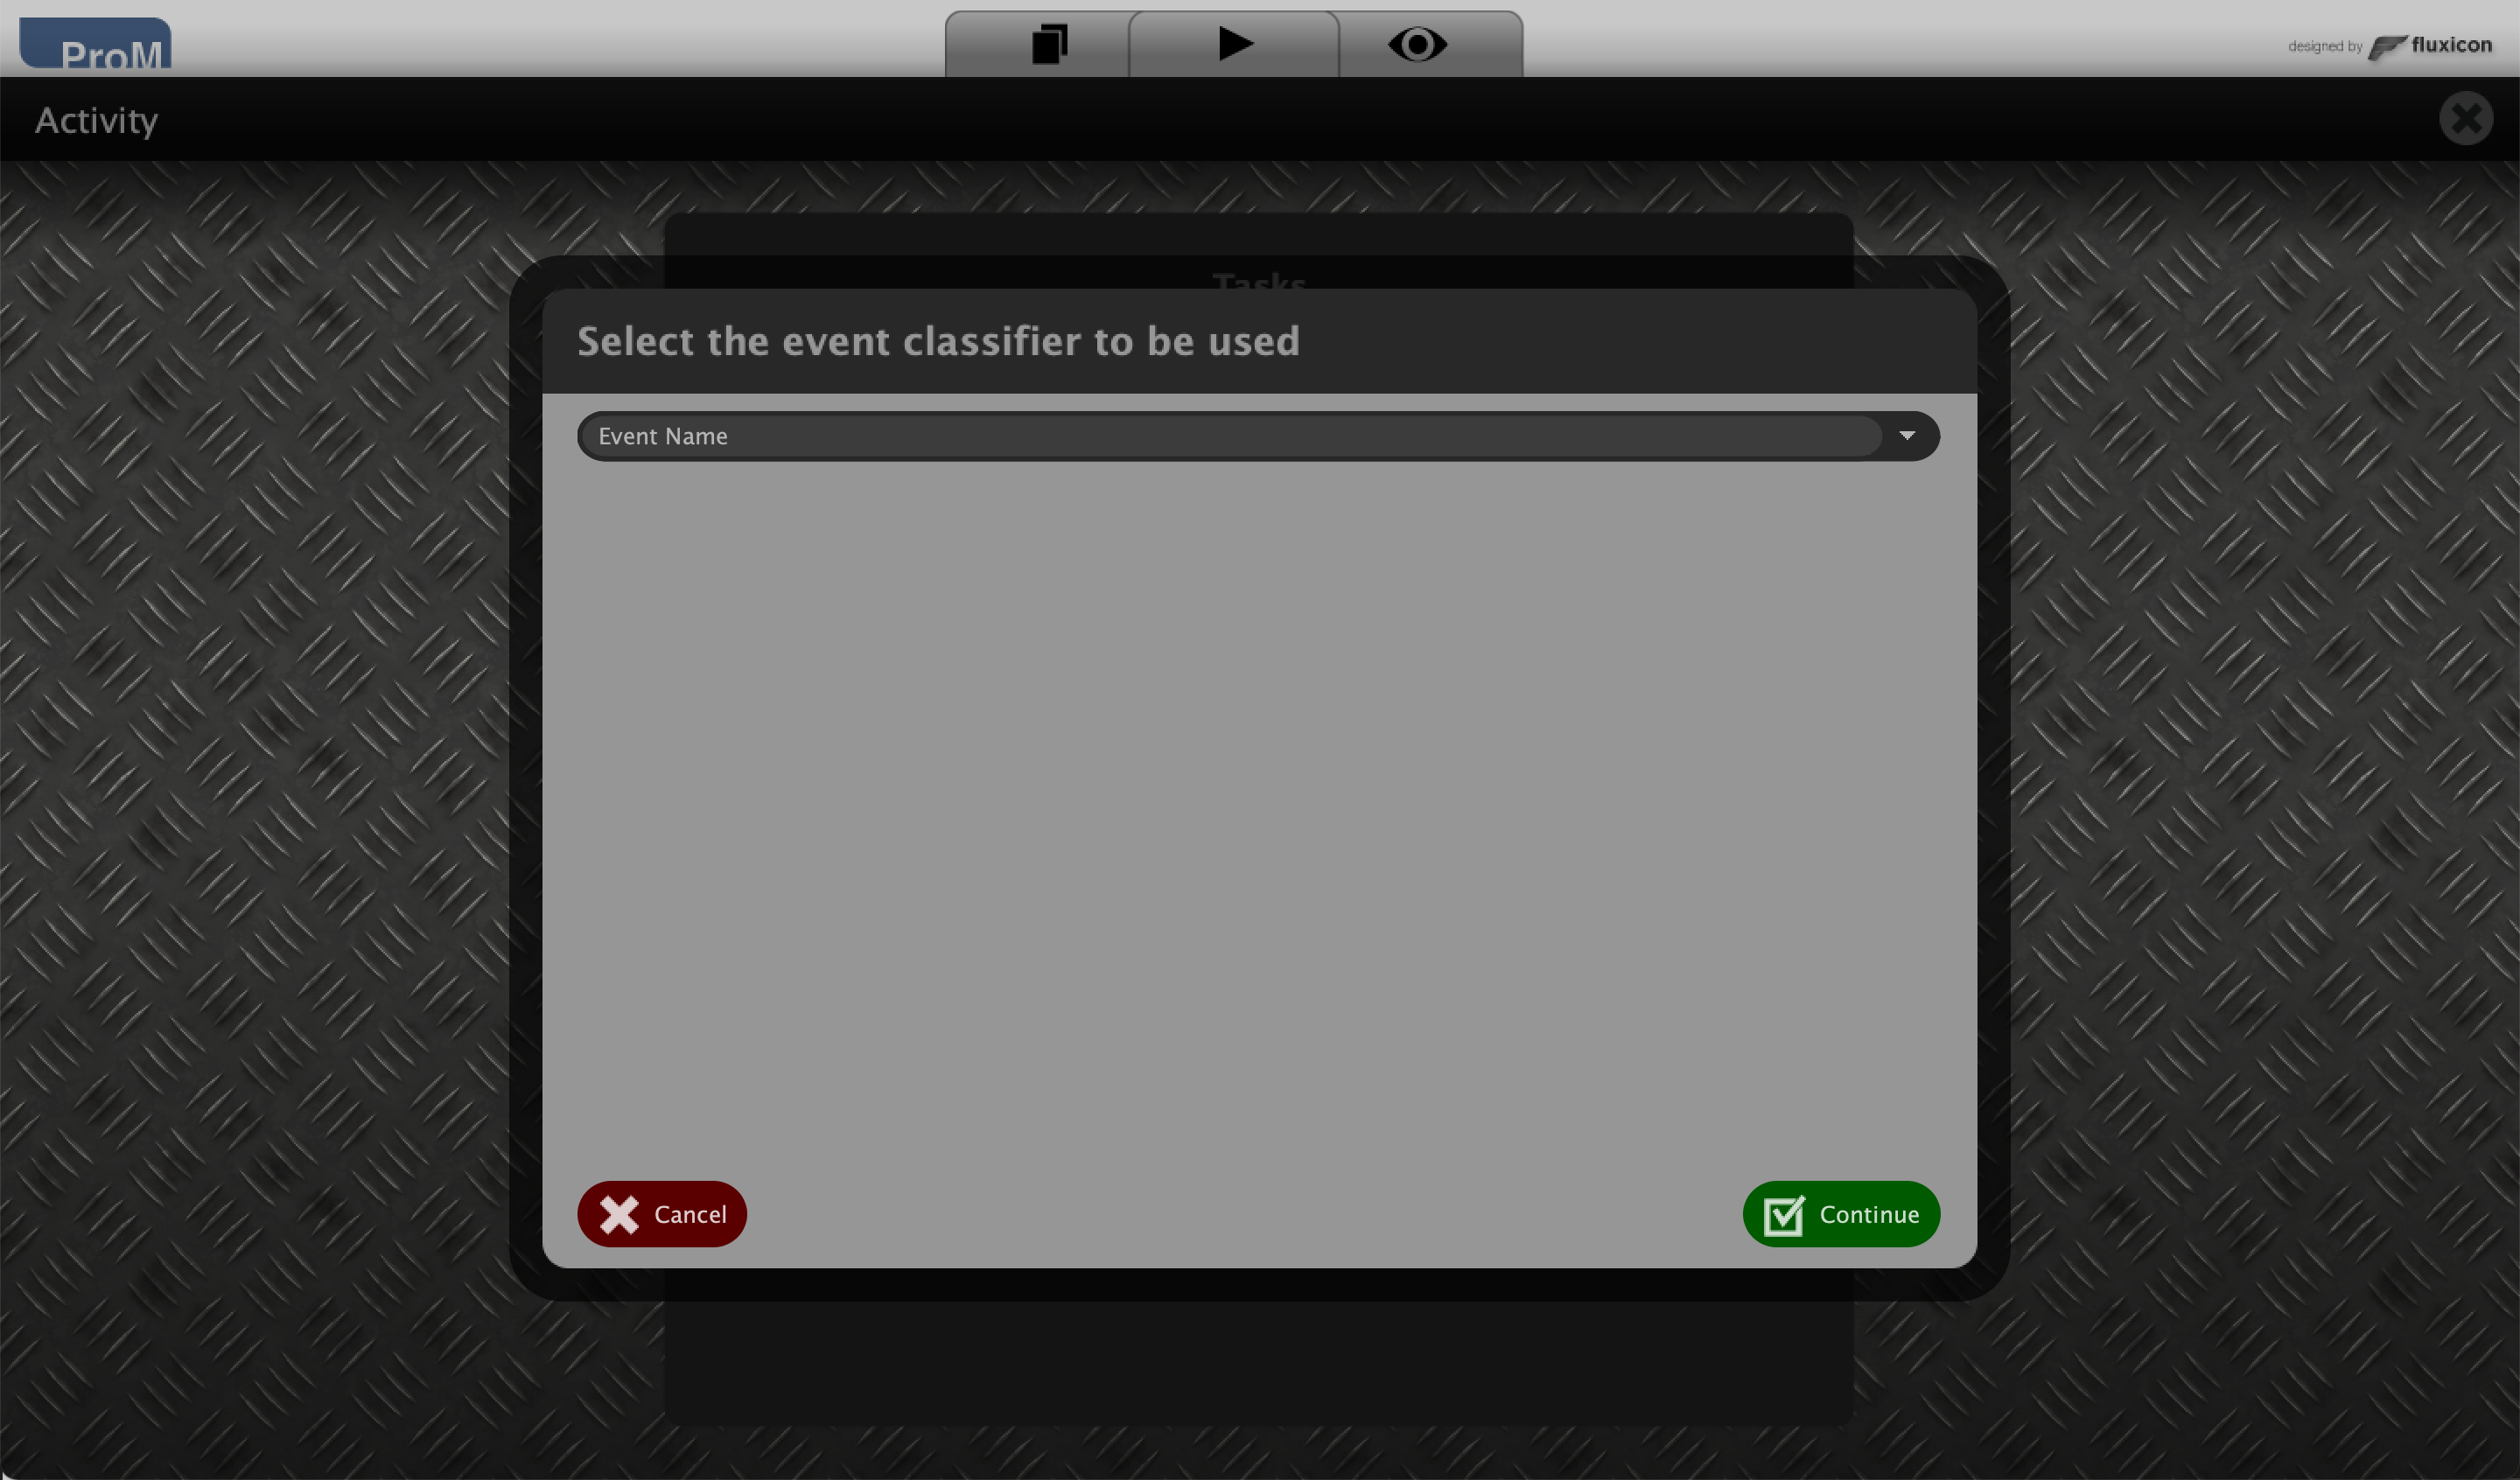 ProM
designed by fluxicon
Activity
Tasks
Select the event classifier to be used
Event Name
Cancel
Continue